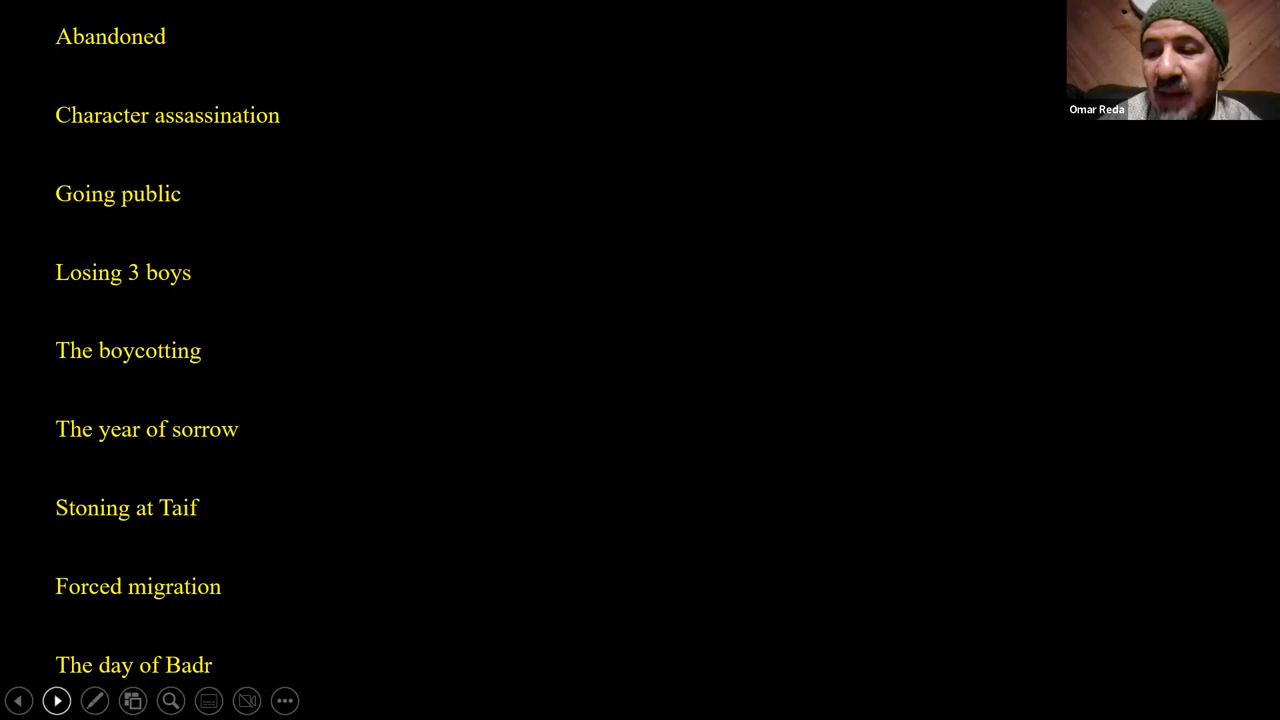 Abandoned
Omar Reda
Character assassination
Going public
Losing 3 boys
The boycotting
The year of sorrow
Stoning at Taif
Forced migration
The day of Badr